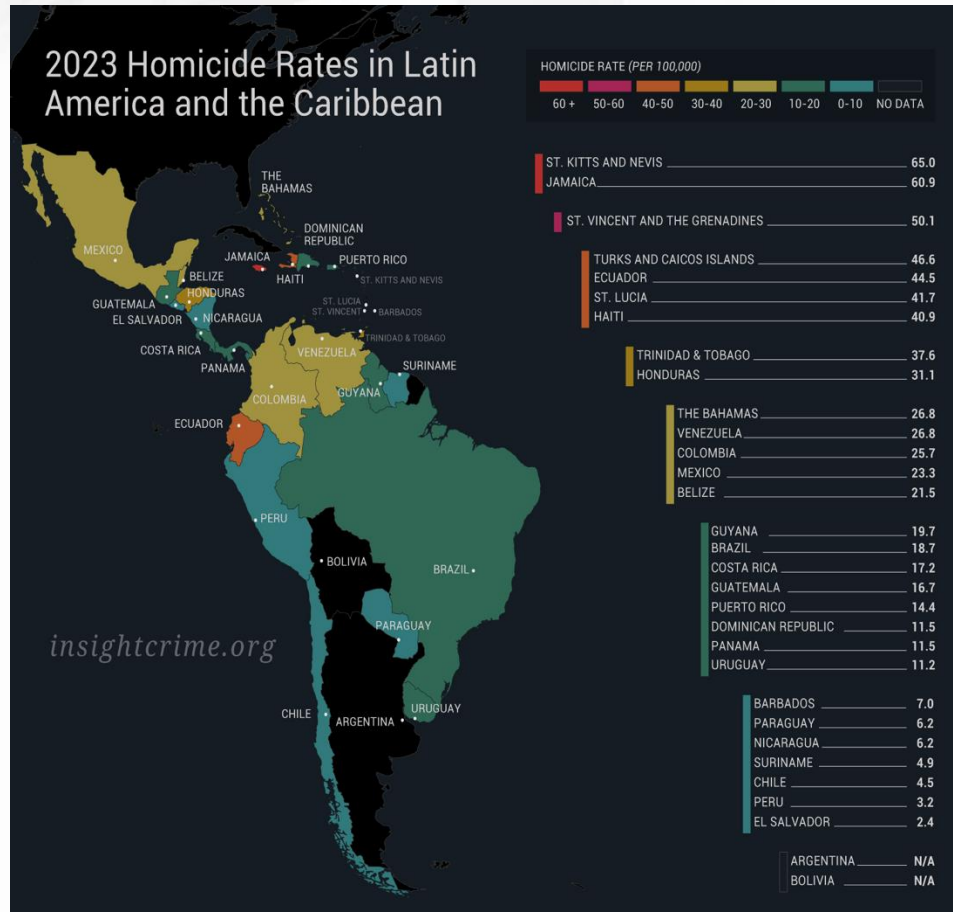 2023 Homicide Rates in Latin
America and the Caribbean
HOMICIDE RATE (PER 100,000)
60 + 50-60 40-50 30-40 20-30 10-20 0-10 NO DATA
ST. KITTS AND NEVIS 65.0
JAMAICA 60.9
ST. VINCENT AND THE GRENADINES 50.1
TURKS AND CAICOS ISLANDS 46.6
ECUADOR 44.5
ST. LUCIA 41.7
HAITI 40.9
TRINIDAD & TOBAGO 37.6
HONDURAS 31.1
THE BAHAMAS 26.8
VENEZUELA 26.8
COLOMBIA 25.7
MEXICO 23.3
BELIZE 21.5
GUYANA 19.7
BRAZIL 18.7
COSTA RICA 17.2
GUATEMALA 16.7
PUERTO RICO 14.4
DOMINICAN REPUBLIC 11.5
PANAMA 11.5
URUGUAY 11.2
BARBADOS 7.0
PARAGUAY 6.2
NICARAGUA 6.2
SURINAME 4.9
CHILE 4.5
PERU 3.2
EL SALVADOR 2.4
ARGENTINA N/A
BOLIVIA N/A
THE
BAHAMAS
DOMINICAN
REPUBLIC
MEXICO
JAMAICA
PUERTO RICO
BELIZE
HAITI
ST. KITTS AND NEVIS
HONDURAS
GUATEMALA
ST. LUCIA
ST. VINCENT
BARBADOS
EL SALVADOR
NICARAGUA
TRINIDAD & TOBAGO
COSTA RICA
VENEZUELA
PANAMA
SURINAME
GUYANA
COLOMBIA
ECUADOR
PERU
BOLIVIA
BRAZIL
PARAGUAY
insightcrime.org
CHILE
ARGENTINA
URUGUAY